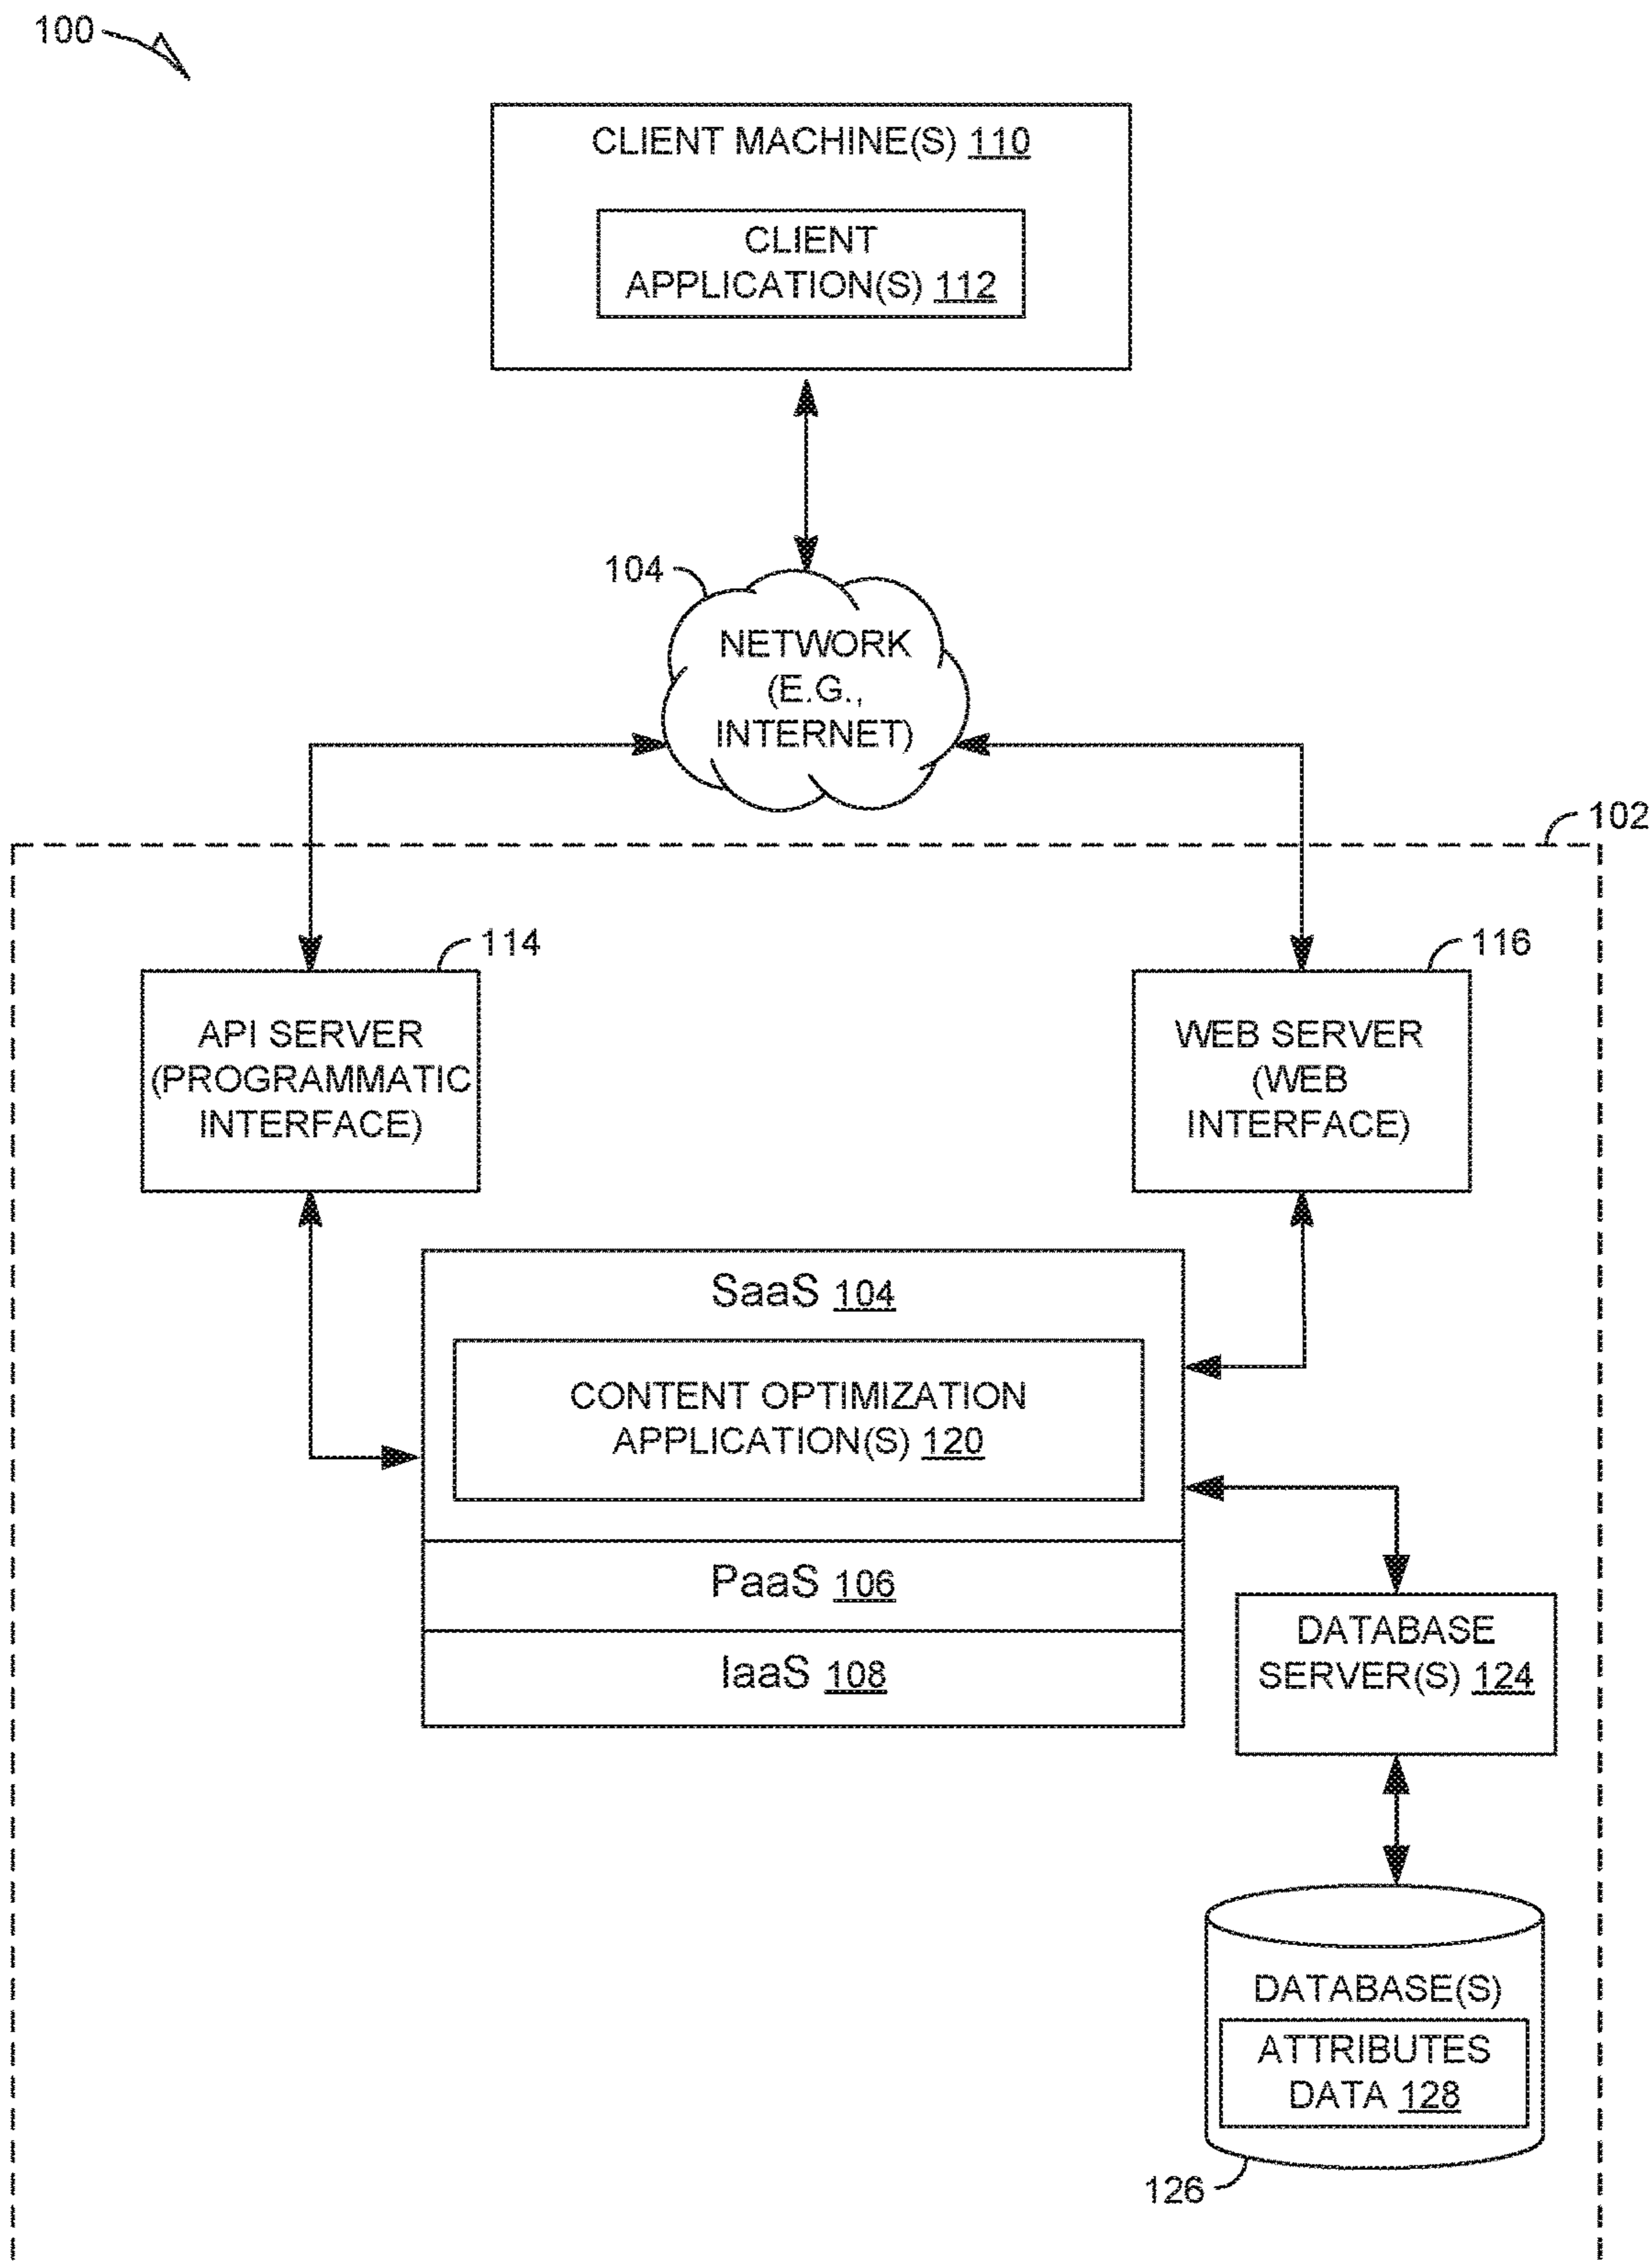 100
CLIENT MACHINE(S) 110
CLIENT
APPLICATION(S) 112
104
NETWORK
(E.G.,
INTERNET)
102
114
116
API SERVER
(PROGRAMMATIC
INTERFACE)
WEB SERVER
(WEB
INTERFACE)
SaaS 104
CONTENT OPTIMIZATION
APPLICATION(S) 120
PaaS 106
IaaS 108
DATABASE
SERVER(S) 124
DATABASE(S)
ATTRIBUTES
DATA 128
126